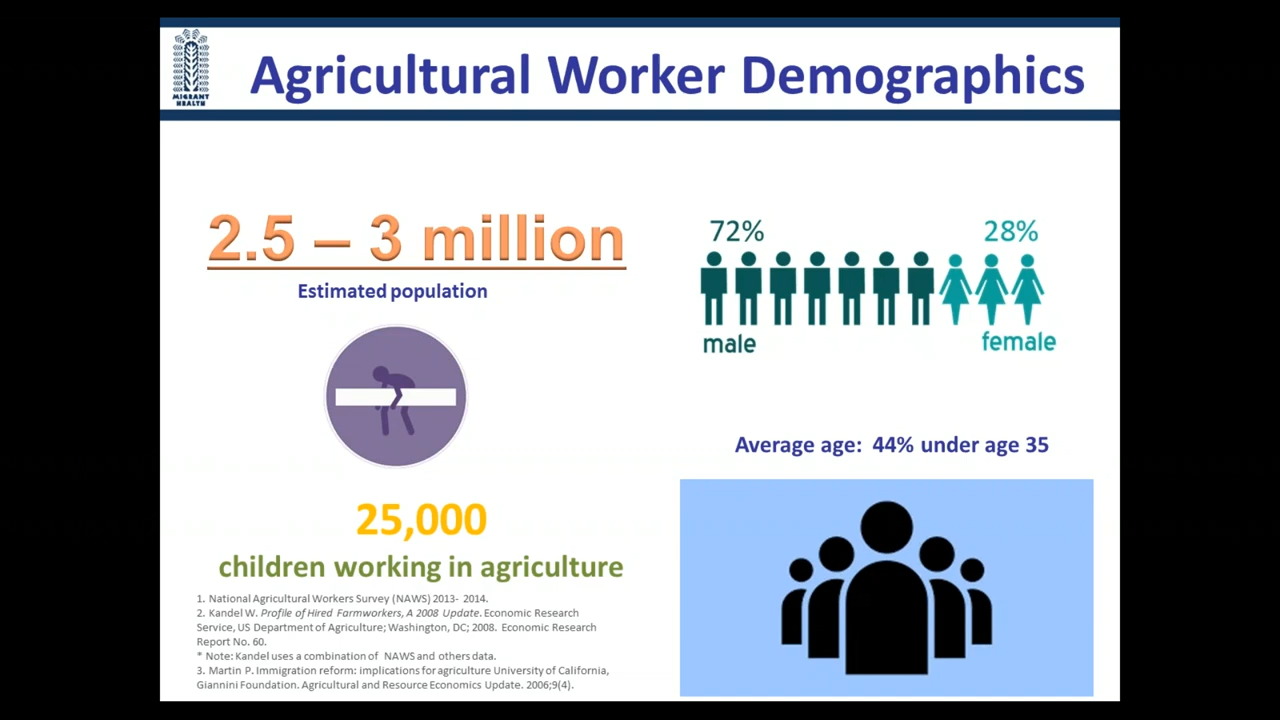 MIGRANT
HEALTH
Agricultural Worker Demographics
2.5 – 3 million
Estimated population
25,000
children working in agriculture
1. National Agricultural Workers Survey (NAWS) 2013- 2014.
2. Kandel W. Profile of Hired Farmworkers, A 2008 Update. Economic Research
Service, US Department of Agriculture; Washington, DC; 2008. Economic Research
Report No. 60.
* Note: Kandel uses a combination of NAWS and others data.
3. Martin P. Immigration reform: implications for agriculture University of California,
Giannini Foundation. Agricultural and Resource Economics Update. 2006;9(4).
72% 28%
male female
Average age: 44% under age 35